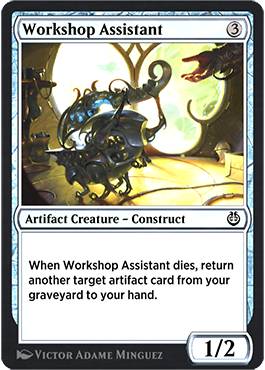 Workshop Assistant 3
Artifact Creature – Construct
When Workshop Assistant dies, return
another target artifact card from your
graveyard to your hand.
Victor Adame Minguez
1/2